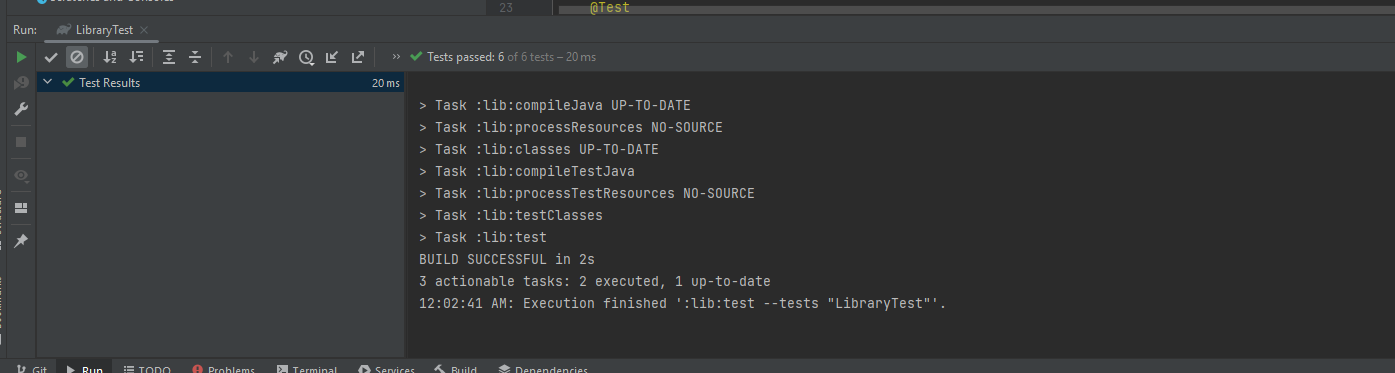 23 @Test
Run: LibraryTest
Tests passed: 6 of 6 tests – 20 ms
Test Results 20 ms
> Task :lib:compileJava UP-TO-DATE
> Task :lib:processResources NO-SOURCE
> Task :lib:classes UP-TO-DATE
> Task :lib:compileTestJava
> Task :lib:processTestResources NO-SOURCE
> Task :lib:testClasses
> Task :lib:test
BUILD SUCCESSFUL in 2s
3 actionable tasks: 2 executed, 1 up-to-date
12:02:41 AM: Execution finished ':lib:test --tests "LibraryTest"'.
Git Run TODO Problems Terminal Services Build Dependencies